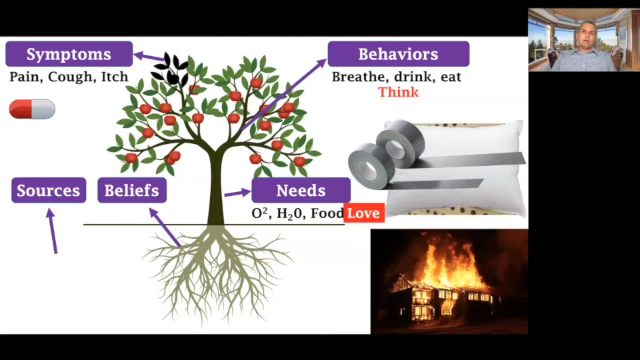 Symptoms
Pain, Cough, Itch
Behaviors
Breathe, drink, eat
Think
Sources
Beliefs
Needs
O², H₂0, Food Love